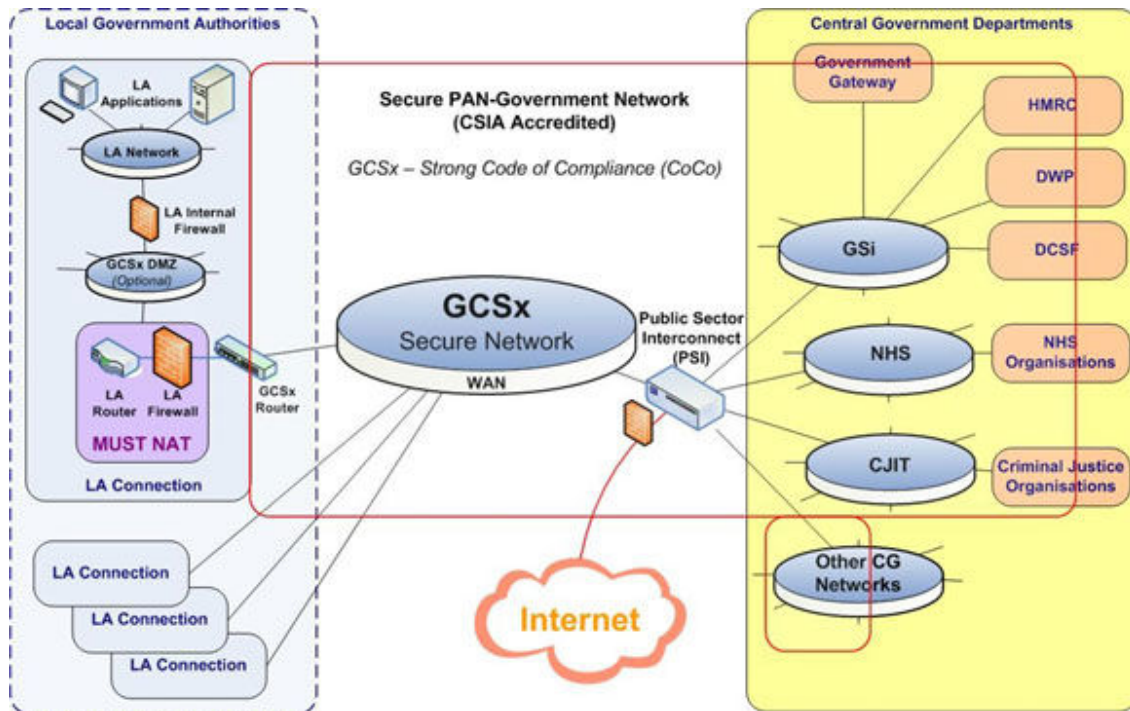 Local Government Authorities
LA
Applications
LA Network
LA Internal
Firewall
GCSx DMZ
(Optional)
LA
Router
LA
Firewall
GCSx
Router
MUST NAT
LA Connection
LA Connection
LA Connection
LA Connection
Secure PAN-Government Network
(CSIA Accredited)
GCSx – Strong Code of Compliance (CoCo)
GCSx
Secure Network
WAN
Public Sector
Interconnect
(PSI)
Internet
Central Government Departments
Government
Gateway
HMRC
DWP
GSi
DCSF
NHS
NHS
Organisations
CJIT
Criminal Justice
Organisations
Other CG
Networks